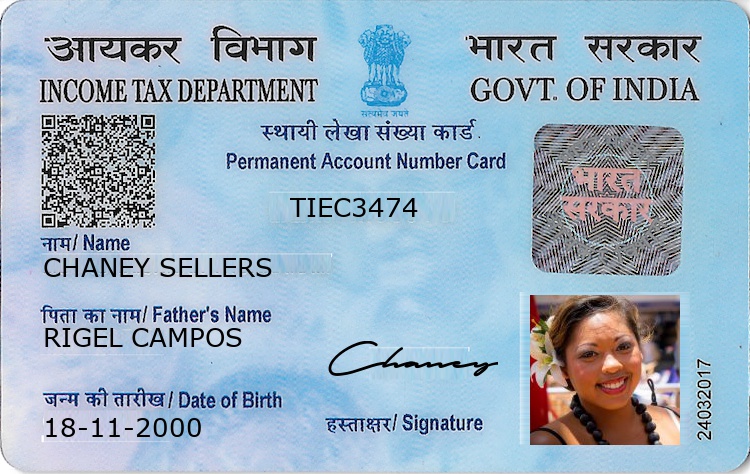 आयकर विभाग
INCOME TAX DEPARTMENT
भारत सरकार
GOVT. OF INDIA
सत्यमेव जयते
स्थायी लेखा संख्या कार्ड
Permanent Account Number Card
TIEC3474
भारत
सरकार
नाम/ Name
CHANEY SELLERS
पिता का नाम/ Father's Name
RIGEL CAMPOS
Chaney
जन्म की तारीख/ Date of Birth
18-11-2000
हस्ताक्षर/ Signature
24032017